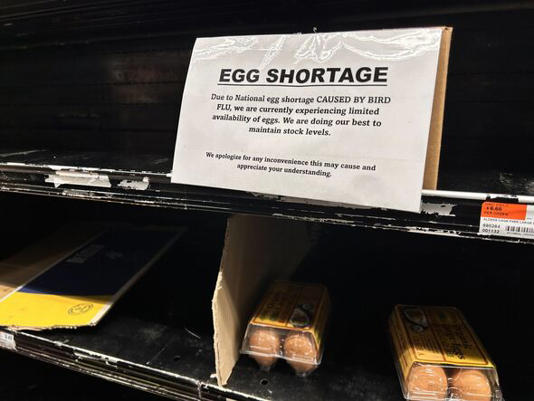 EGG SHORTAGE
Due to National egg shortage CAUSED BY BIRD
FLU, we are currently experiencing limited
availability of eggs. We are doing our best to
maintain stock levels.
We apologize for any inconvenience this may cause and
appreciate your understanding.